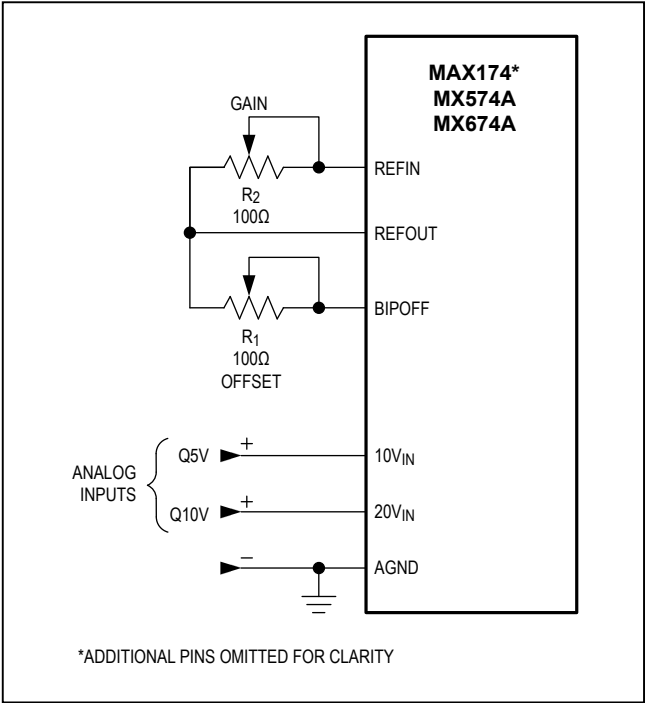 MAX174*
MX574A
MX674A
GAIN
REFIN
R2
100Ω
REFOUT
BIPOFF
R1
100Ω
OFFSET
ANALOG
INPUTS
Q5V
+
10VIN
Q10V
+
20VIN
−
AGND
*ADDITIONAL PINS OMITTED FOR CLARITY